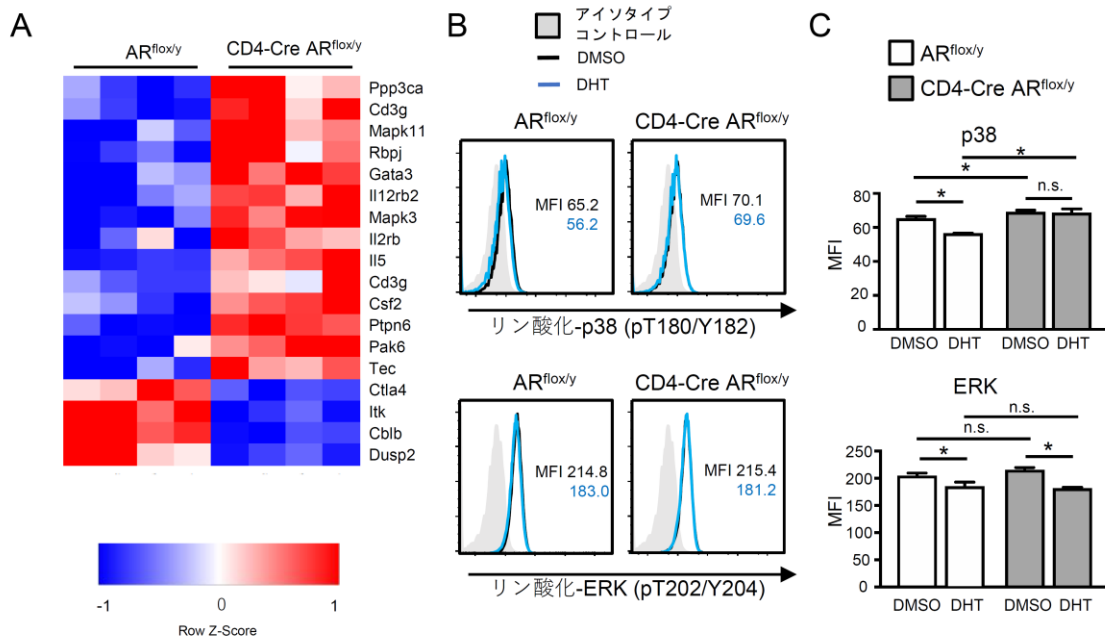 A
AR^flox/y
CD4-Cre AR^flox/y
Ppp3ca
Cd3g
Mapk11
Rbpj
Gata3
Il12rb2
Mapk3
Il2rb
Il5
Cd3g
Csf2
Ptpn6
Pak6
Tec
Ctla4
Itk
Cblb
Dusp2
-1
0
1
Row Z-Score
B
アイソタイプ
コントロール
DMSO
DHT
AR^flox/y
CD4-Cre AR^flox/y
MFI 65.2
56.2
MFI 70.1
69.6
リン酸化-p38 (pT180/Y182)
AR^flox/y
CD4-Cre AR^flox/y
MFI 214.8
183.0
MFI 215.4
181.2
リン酸化-ERK (pT202/Y204)
C
AR^flox/y
CD4-Cre AR^flox/y
p38
*
*
n.s.
*
MFI
80
60
40
20
0
DMSO
DHT
DMSO
DHT
ERK
n.s.
n.s.
*
*
MFI
250
200
150
100
50
0
DMSO
DHT
DMSO
DHT